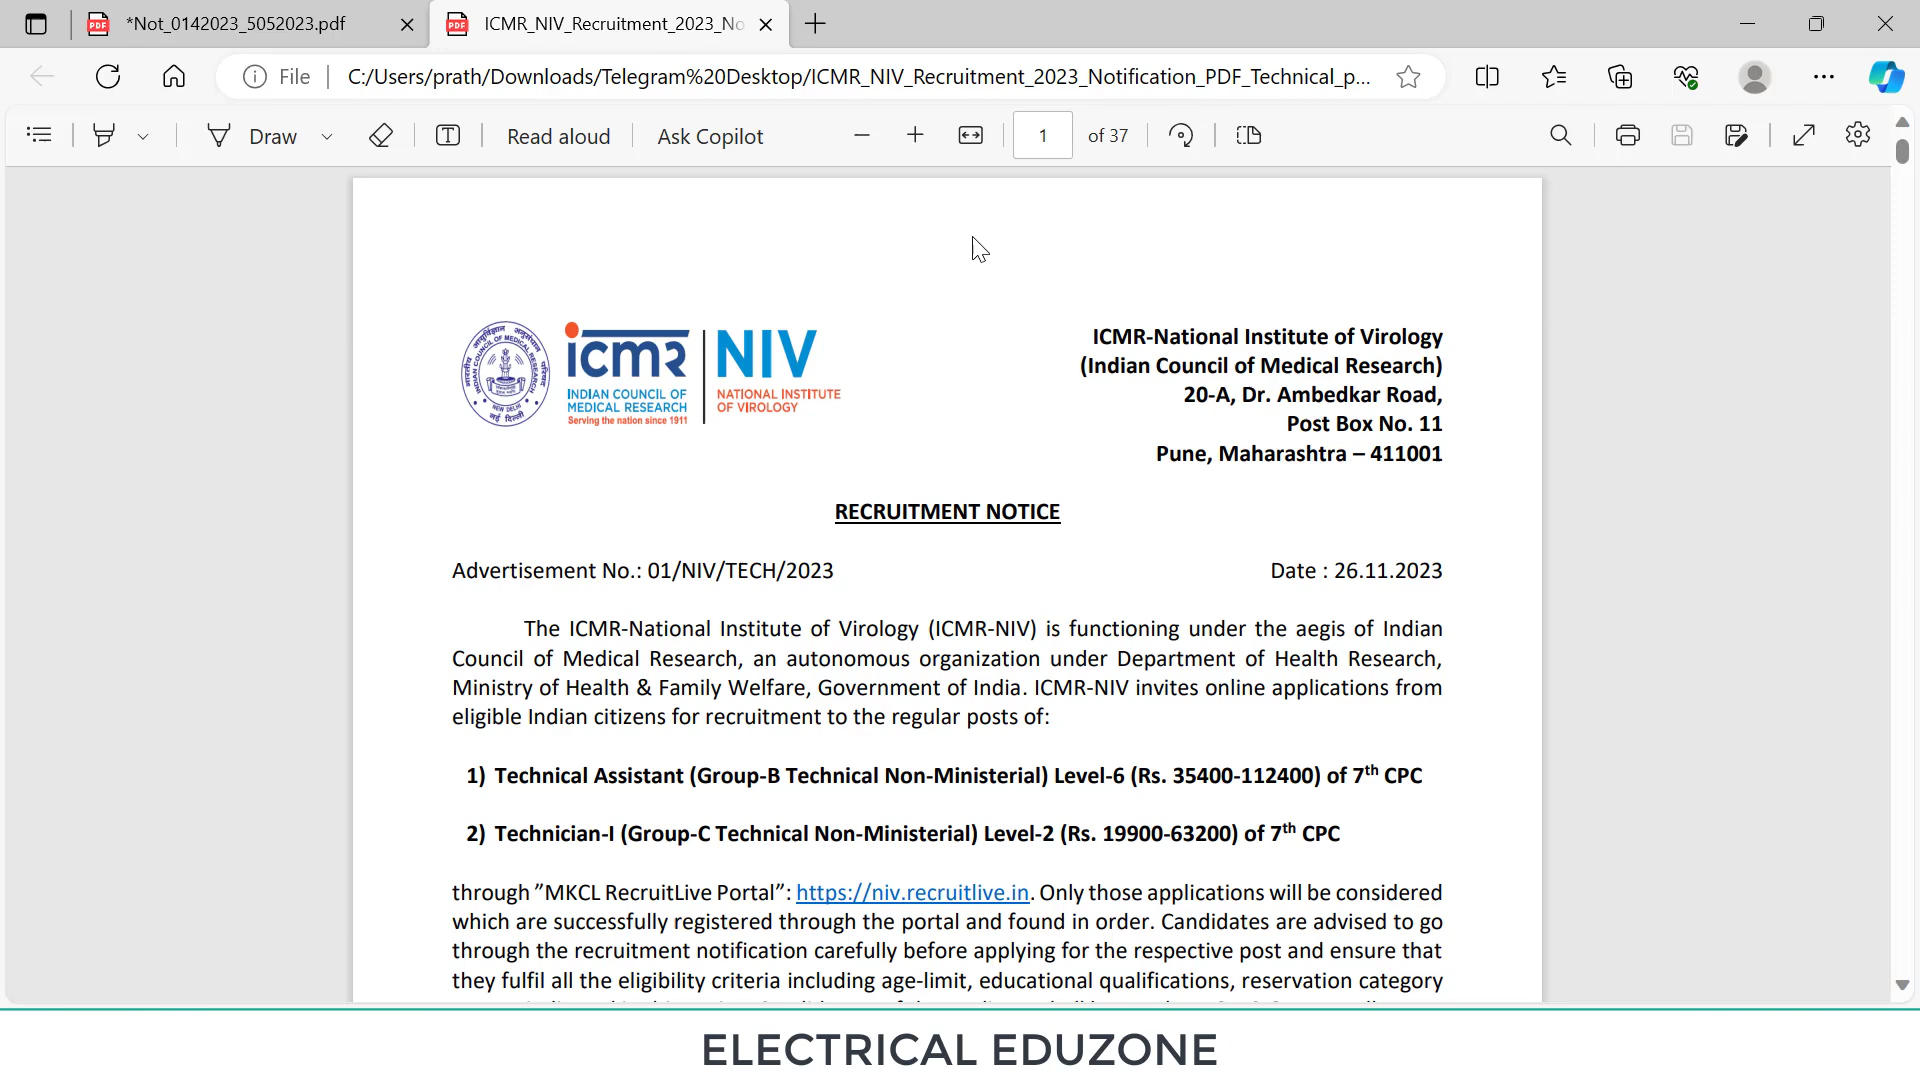 *Not_0142023_5052023.pdf
ICMR_NIV_Recruitment_2023_No
File
C:/Users/prath/Downloads/Telegram%20Desktop/ICMR_NIV_Recruitment_2023_Notification_PDF_Technical_p...
Draw
Read aloud
Ask Copilot
1
of 37
icmr
INDIAN COUNCIL OF
MEDICAL RESEARCH
Serving the nation since 1911
NIV
NATIONAL INSTITUTE
OF VIROLOGY
INDIAN COUNCIL OF MEDICAL RESEARCH
NEW DELHI
नई दिल्ली
ICMR-National Institute of Virology
(Indian Council of Medical Research)
20-A, Dr. Ambedkar Road,
Post Box No. 11
Pune, Maharashtra – 411001
RECRUITMENT NOTICE
Advertisement No.: 01/NIV/TECH/2023
Date : 26.11.2023
The ICMR-National Institute of Virology (ICMR-NIV) is functioning under the aegis of Indian
Council of Medical Research, an autonomous organization under Department of Health Research,
Ministry of Health & Family Welfare, Government of India. ICMR-NIV invites online applications from
eligible Indian citizens for recruitment to the regular posts of:
1) Technical Assistant (Group-B Technical Non-Ministerial) Level-6 (Rs. 35400-112400) of 7th CPC
2) Technician-I (Group-C Technical Non-Ministerial) Level-2 (Rs. 19900-63200) of 7th CPC
through ”MKCL RecruitLive Portal”: https://niv.recruitlive.in. Only those applications will be considered
which are successfully registered through the portal and found in order. Candidates are advised to go
through the recruitment notification carefully before applying for the respective post and ensure that
they fulfil all the eligibility criteria including age-limit, educational qualifications, reservation category
ELECTRICAL EDUZONE